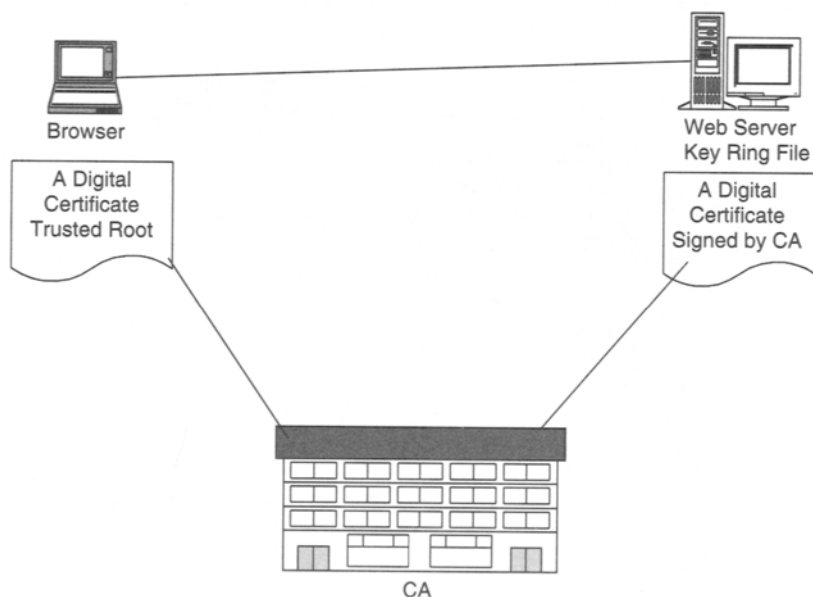 Browser
Web Server
Key Ring File
A Digital
Certificate
Trusted Root
A Digital
Certificate
Signed by CA
CA